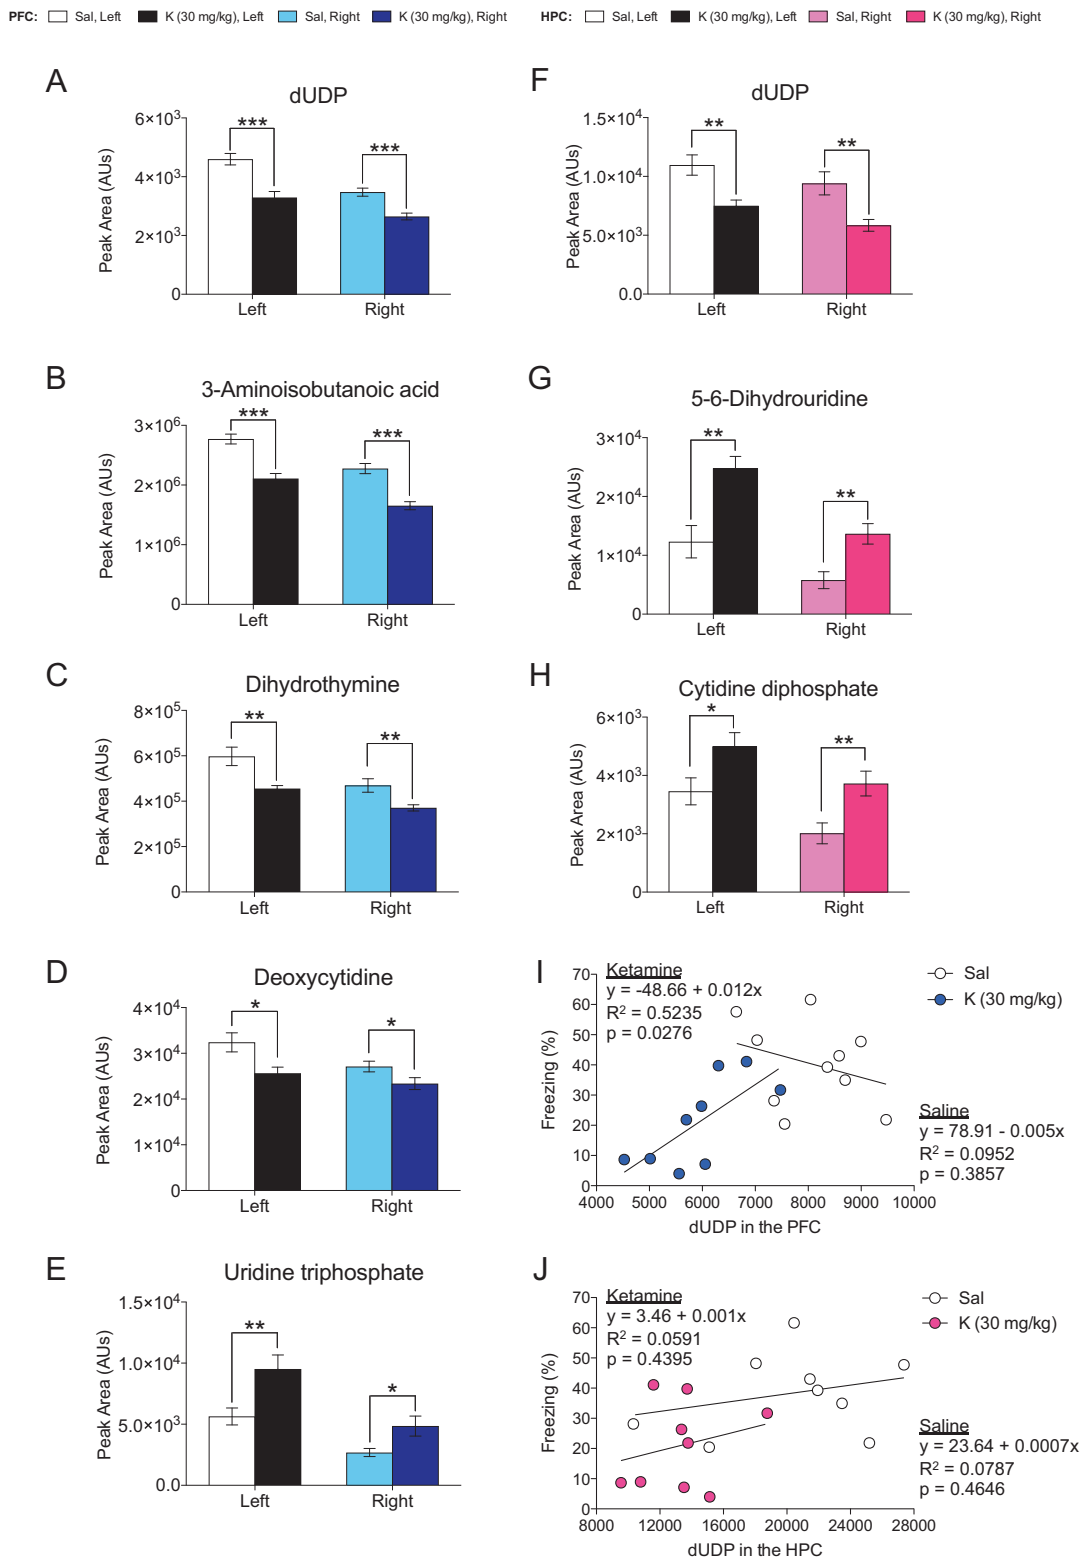 PFC: Sal, Left K (30 mg/kg), Left Sal, Right K (30 mg/kg), Right
HPC: Sal, Left K (30 mg/kg), Left Sal, Right K (30 mg/kg), Right
A
dUDP
Peak Area (AUs)
6×10³
4×10³
2×10³
0
***
***
Left
Right
B
3-Aminoisobutanoic acid
Peak Area (AUs)
3×10⁶
2×10⁶
1×10⁶
0
***
***
Left
Right
C
Dihydrothymine
Peak Area (AUs)
8×10⁵
6×10⁵
4×10⁵
2×10⁵
0
**
**
Left
Right
D
Deoxycytidine
Peak Area (AUs)
4×10⁴
3×10⁴
2×10⁴
1×10⁴
0
*
*
Left
Right
E
Uridine triphosphate
Peak Area (AUs)
1.5×10⁴
1.0×10⁴
5.0×10³
0.0
**
*
Left
Right
F
dUDP
Peak Area (AUs)
1.5×10⁴
1.0×10⁴
5.0×10³
0.0
**
**
Left
Right
G
5-6-Dihydrouridine
Peak Area (AUs)
3×10⁴
2×10⁴
1×10⁴
0
**
**
Left
Right
H
Cytidine diphosphate
Peak Area (AUs)
6×10³
4×10³
2×10³
0
*
**
Left
Right
I
Ketamine
y = -48.66 + 0.012x
R² = 0.5235
p = 0.0276
Sal
K (30 mg/kg)
Freezing (%)
70
60
50
40
30
20
10
0
Saline
y = 78.91 - 0.005x
R² = 0.0952
p = 0.3857
4000 5000 6000 7000 8000 9000 10000
dUDP in the PFC
J
Ketamine
y = 3.46 + 0.001x
R² = 0.0591
p = 0.4395
Sal
K (30 mg/kg)
Freezing (%)
70
60
50
40
30
20
10
0
Saline
y = 23.64 + 0.0007x
R² = 0.0787
p = 0.4646
8000 12000 16000 20000 24000 28000
dUDP in the HPC